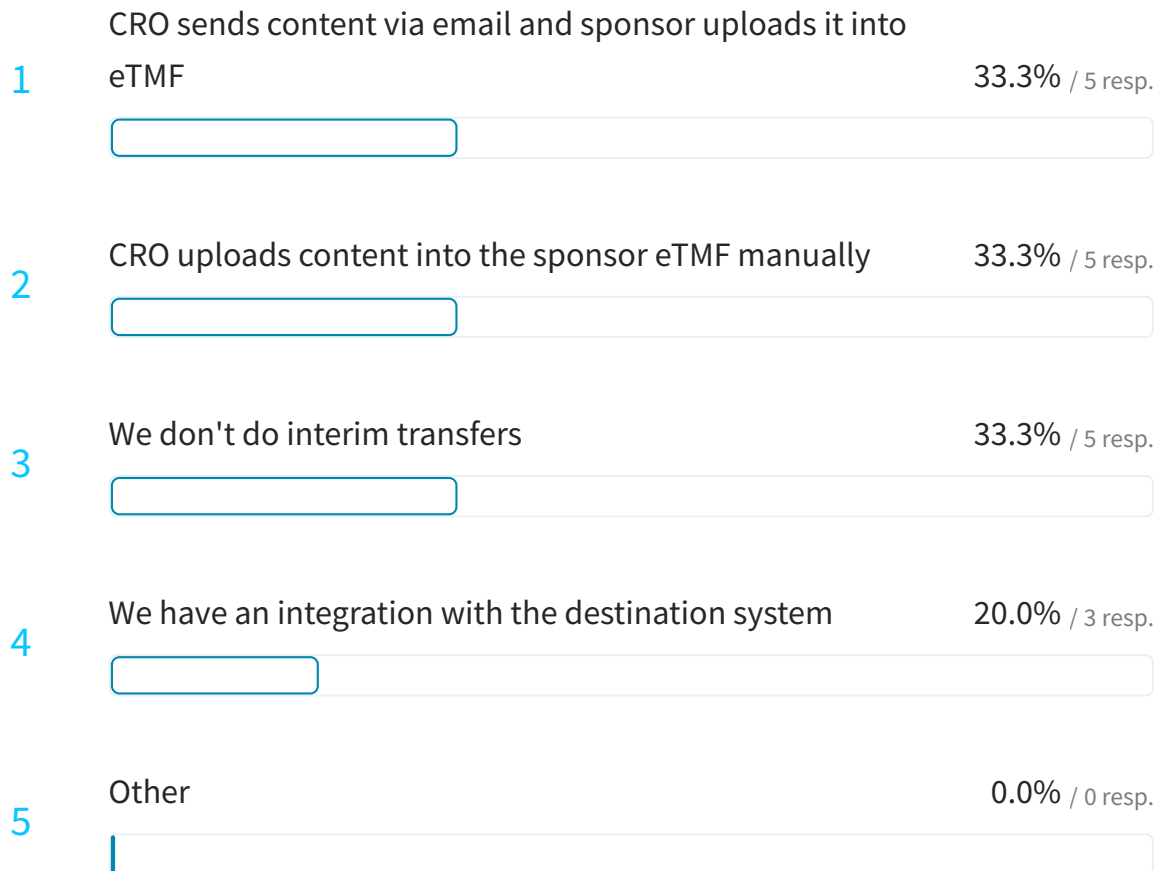 CRO sends content via email and sponsor uploads it into
1 eTMF 33.3% / 5 resp.
2 CRO uploads content into the sponsor eTMF manually 33.3% / 5 resp.
3 We don't do interim transfers 33.3% / 5 resp.
4 We have an integration with the destination system 20.0% / 3 resp.
5 Other 0.0% / 0 resp.